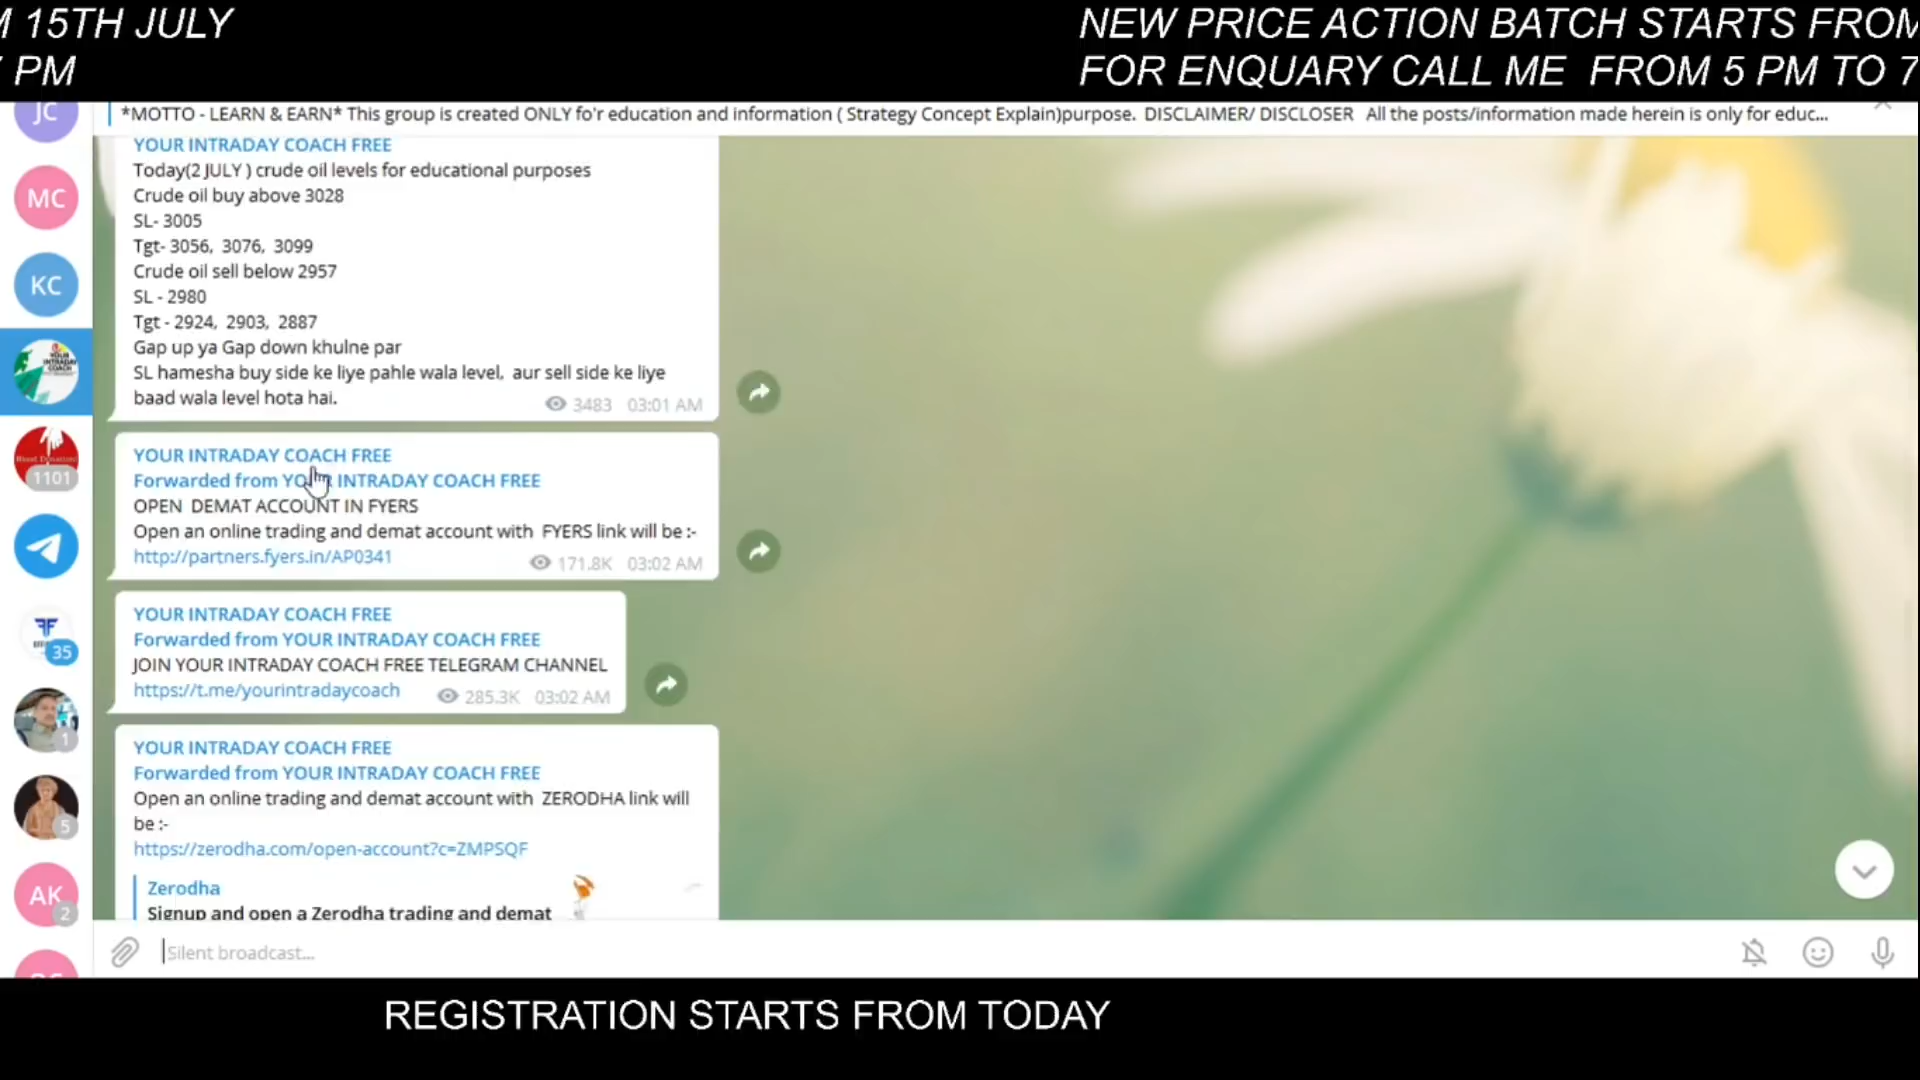 M 15TH JULY
PM
NEW PRICE ACTION BATCH STARTS FROM
FOR ENQUARY CALL ME FROM 5 PM TO 7
JC
MC
KC
1101
35
1
5
AK
2
*MOTTO - LEARN & EARN* This group is created ONLY fo'r education and information ( Strategy Concept Explain)purpose. DISCLAIMER/ DISCLOSER All the posts/information made herein is only for educ...
YOUR INTRADAY COACH FREE
Today(2 JULY ) crude oil levels for educational purposes
Crude oil buy above 3028
SL- 3005
Tgt- 3056, 3076, 3099
Crude oil sell below 2957
SL - 2980
Tgt - 2924, 2903, 2887
Gap up ya Gap down khulne par
SL hamesha buy side ke liye pahle wala level, aur sell side ke liye
baad wala level hota hai.
3483 03:01 AM
YOUR INTRADAY COACH FREE
Forwarded from YOUR INTRADAY COACH FREE
OPEN DEMAT ACCOUNT IN FYERS
Open an online trading and demat account with FYERS link will be :-
http://partners.fyers.in/AP0341
171.8K 03:02 AM
YOUR INTRADAY COACH FREE
Forwarded from YOUR INTRADAY COACH FREE
JOIN YOUR INTRADAY COACH FREE TELEGRAM CHANNEL
https://t.me/yourintradaycoach
285.3K 03:02 AM
YOUR INTRADAY COACH FREE
Forwarded from YOUR INTRADAY COACH FREE
Open an online trading and demat account with ZERODHA link will
be :-
https://zerodha.com/open-account?c=ZMPSQF
Zerodha
Signup and open a Zerodha trading and demat
Silent broadcast...
REGISTRATION STARTS FROM TODAY